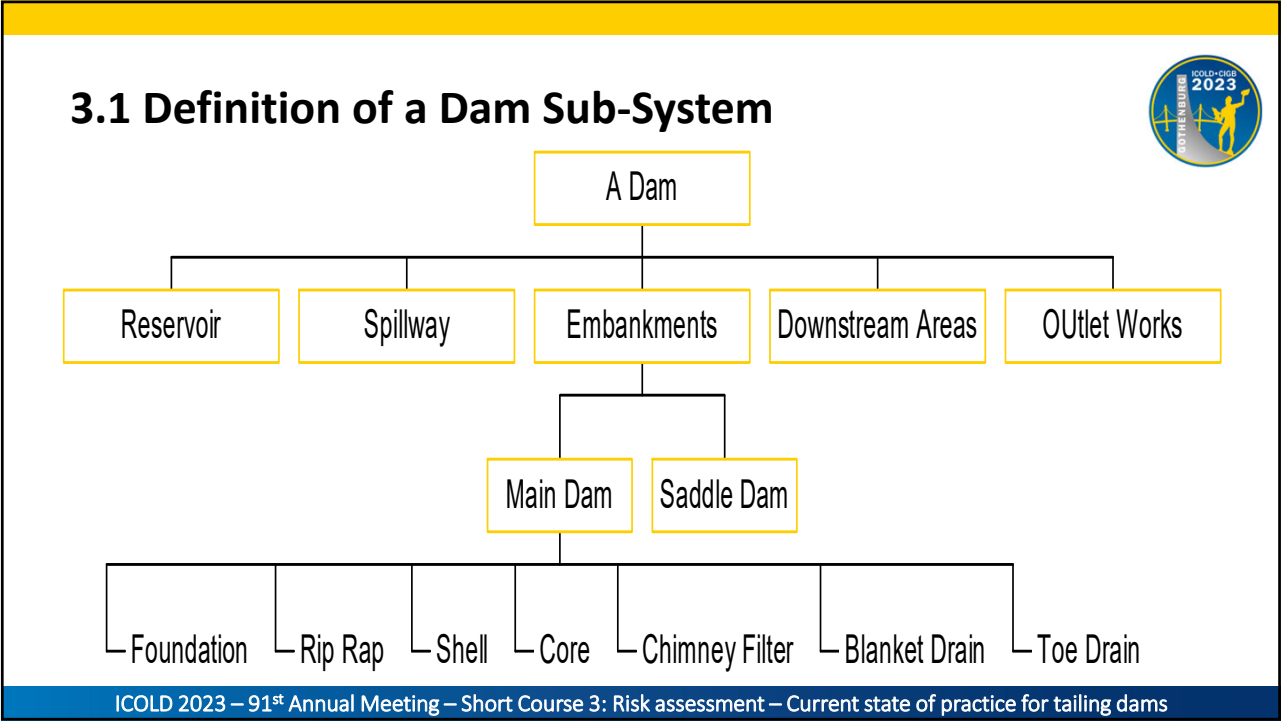 3.1 Definition of a Dam Sub-System
ICOLD•CIGB
2023
GOTHENBURG
A Dam
Reservoir
Spillway
Embankments
Downstream Areas
OUtlet Works
Main Dam
Saddle Dam
Foundation
Rip Rap
Shell
Core
Chimney Filter
Blanket Drain
Toe Drain
ICOLD 2023 – 91st Annual Meeting – Short Course 3: Risk assessment – Current state of practice for tailing dams